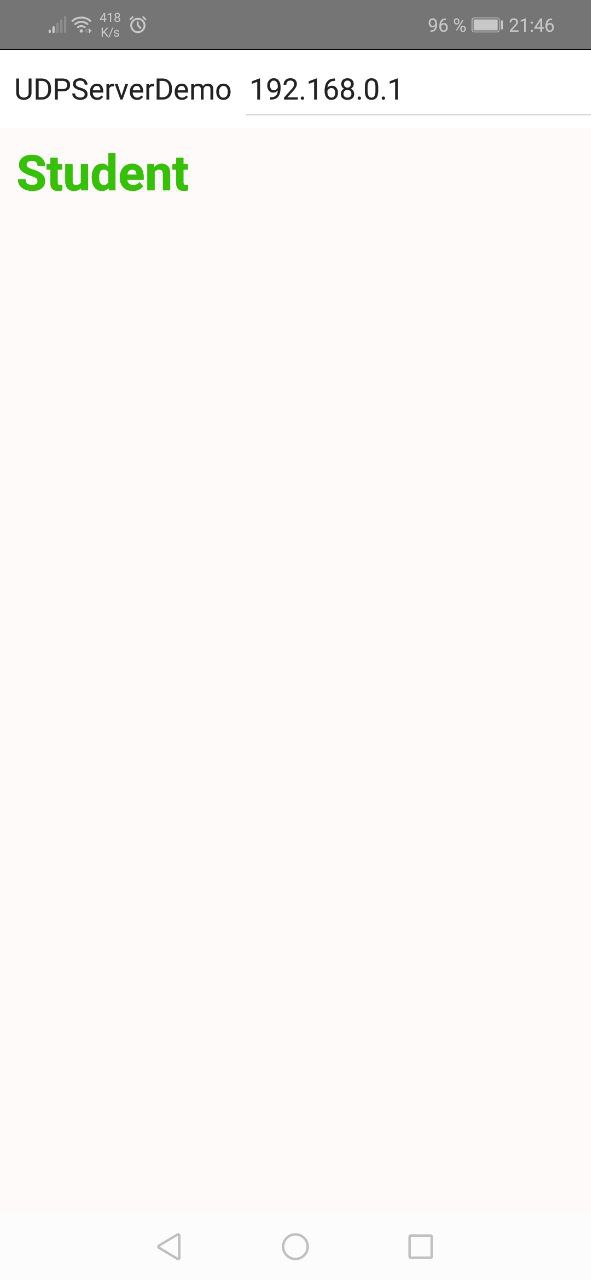 418 K/s 96 % 21:46
UDPServerDemo 192.168.0.1
Student